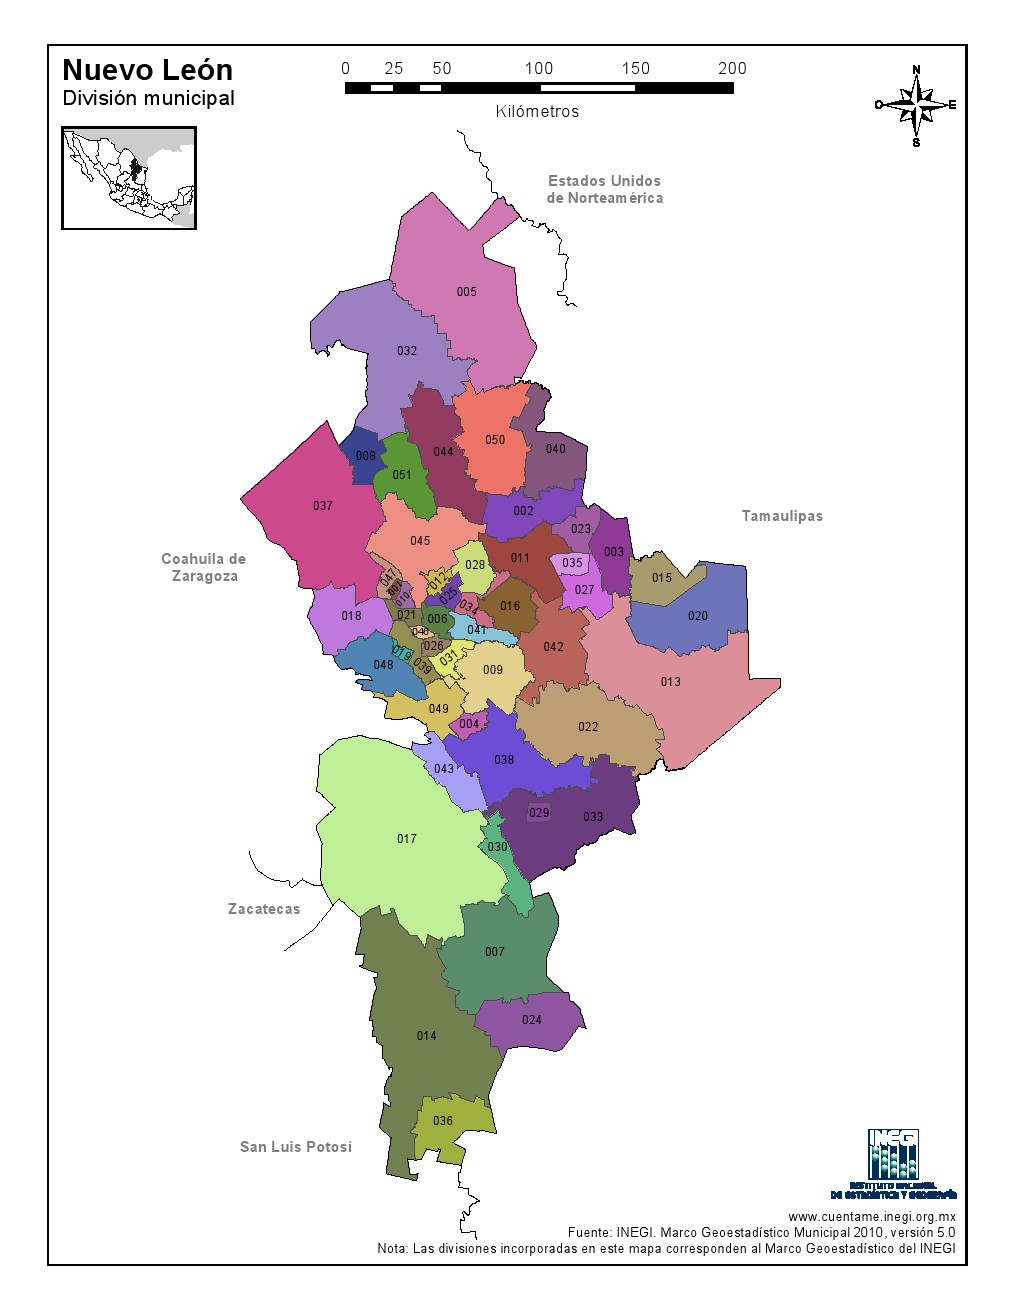 Nuevo León
División municipal
0 25 50 100 150 200
Kilómetros
N
O E
S
Estados Unidos
de Norteamérica
005
032
050
044
040
008
051
037
002
Tamaulipas
023
045
003
011
Coahuila de
Zaragoza
035
028
015
047
012
001
027
025
010
034
016
018
021
006
020
046
041
026
042
019
031
048
039
009
013
049
004
022
038
043
029
033
017
030
Zacatecas
007
024
014
036
San Luis Potosí
INEGI
INSTITUTO NACIONAL
DE ESTADÍSTICA Y GEOGRAFÍA
www.cuentame.inegi.org.mx
Fuente: INEGI. Marco Geoestadístico Municipal 2010, versión 5.0
Nota: Las divisiones incorporadas en este mapa corresponden al Marco Geoestadístico del INEGI